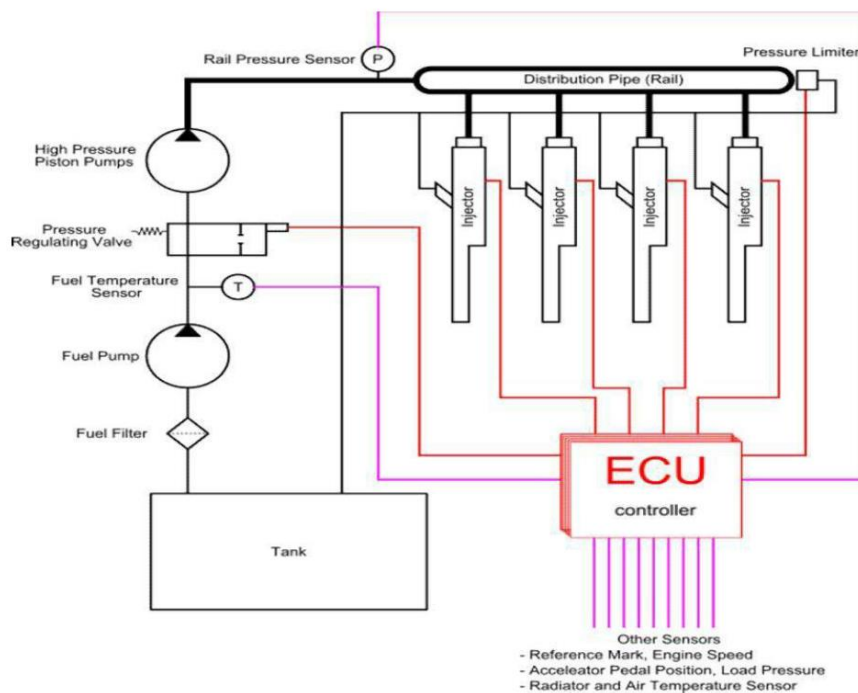 Rail Pressure Sensor
P
Pressure Limiter
Distribution Pipe (Rail)
High Pressure
Piston Pumps
Injector
Injector
Injector
Injector
Pressure
Regulating Valve
Fuel Temperature
Sensor
T
Fuel Pump
Fuel Filter
ECU
controller
Tank
Other Sensors
- Reference Mark, Engine Speed
- Acceleator Pedal Position, Load Pressure
- Radiator and Air Temperature Sensor